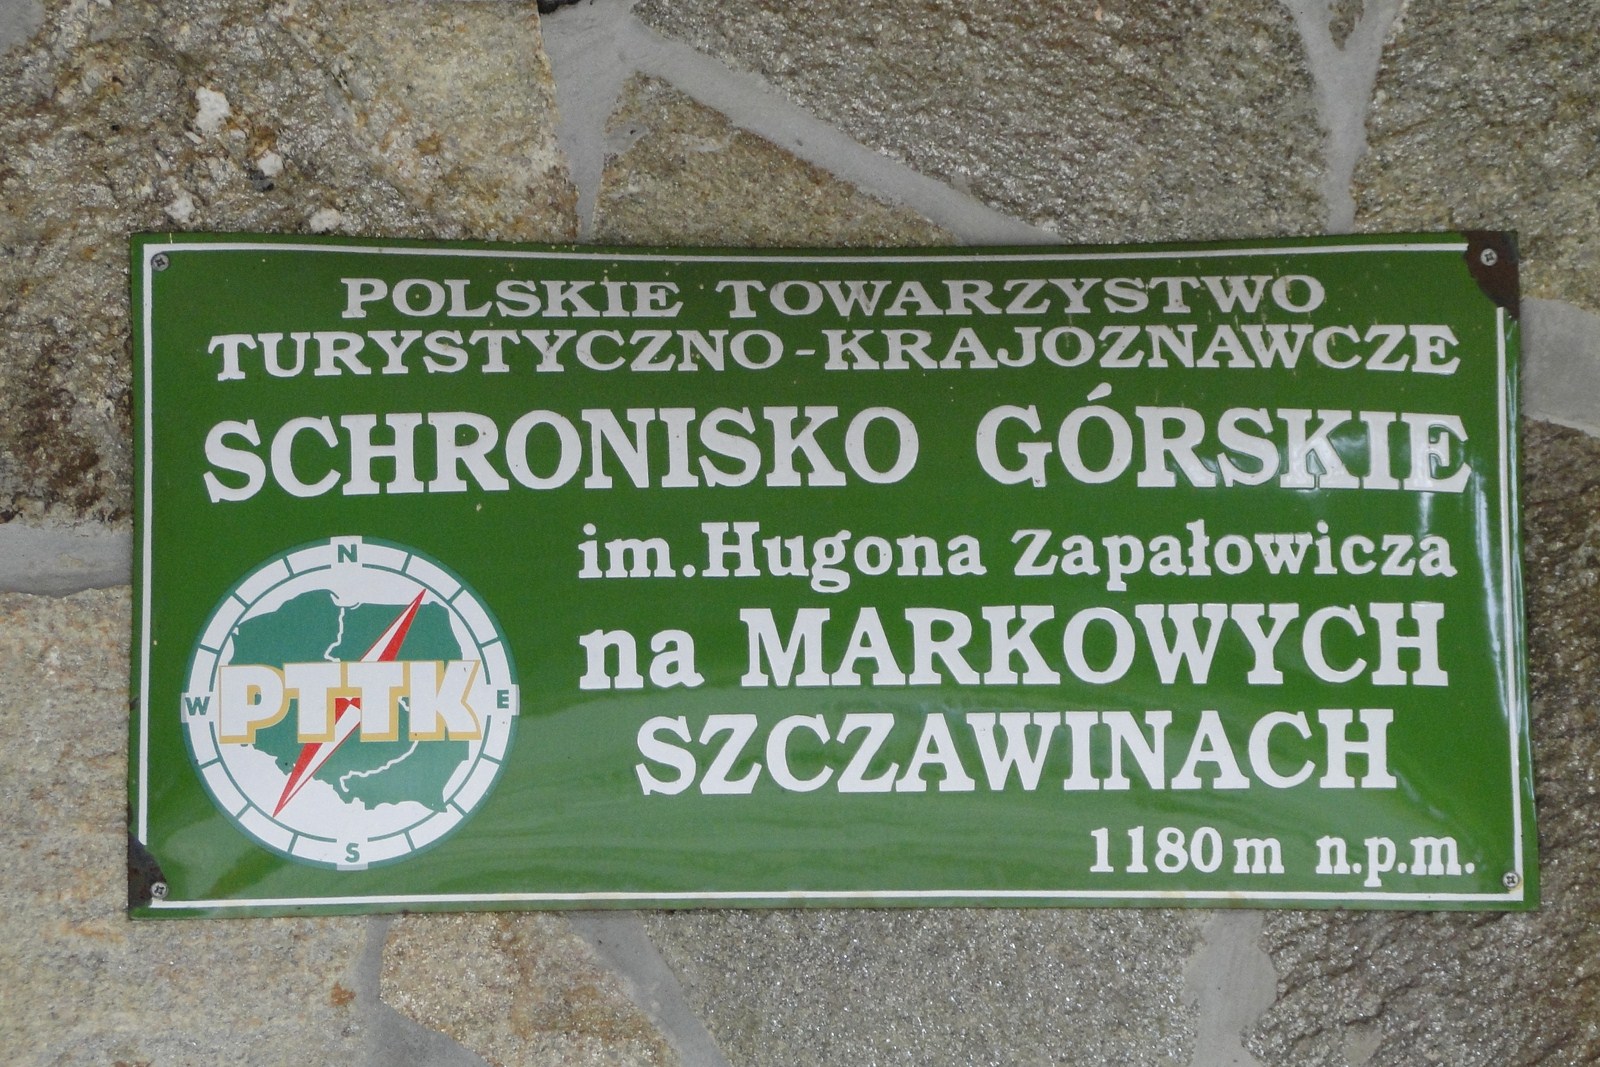 POLSKIE TOWARZYSTWO
TURYSTYCZNO-KRAJOZNAWCZE
SCHRONISKO GÓRSKIE
im.Hugona Zapałowicza
na MARKOWYCH
SZCZAWINACH
1180m n.p.m.
N
W
PTTK
E
S